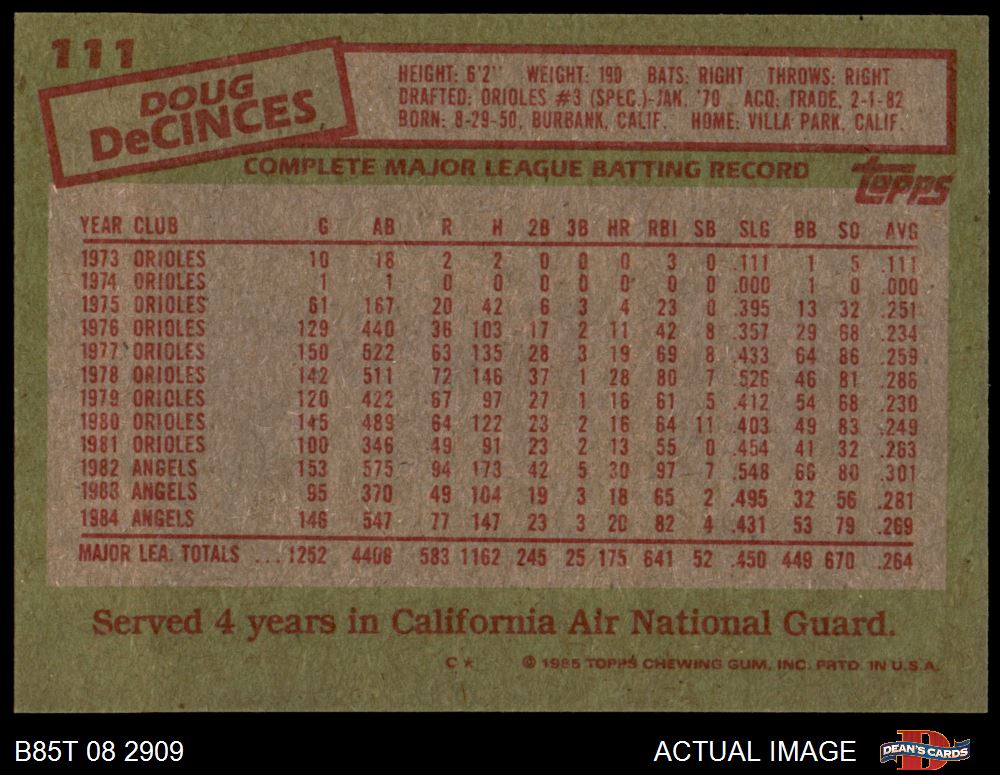 111
DOUG
DeCINCES
HEIGHT: 6'2" WEIGHT: 190 BATS: RIGHT THROWS: RIGHT
DRAFTED: ORIOLES #3 (SPEC.)-JAN. '70 ACQ: TRADE, 2-1-82
BORN: 8-29-50, BURBANK, CALIF. HOME: VILLA PARK, CALIF.
COMPLETE MAJOR LEAGUE BATTING RECORD
topps
YEAR CLUB G AB R H 2B 3B HR RBI SB SLG BB SO AVG
1973 ORIOLES 10 18 2 2 0 0 0 3 0 .111 1 5 .111
1974 ORIOLES 1 1 0 0 0 0 0 0 0 .000 1 0 .000
1975 ORIOLES 61 167 20 42 6 3 4 23 0 .395 13 32 .251
1976 ORIOLES 129 440 36 103 17 2 11 42 8 .357 29 68 .234
1977 ORIOLES 150 522 63 135 28 3 19 69 8 .433 64 86 .259
1978 ORIOLES 142 511 72 146 37 1 28 80 7 .526 46 81 .286
1979 ORIOLES 120 422 67 97 27 1 16 61 5 .412 54 68 .230
1980 ORIOLES 145 489 64 122 23 2 16 64 11 .403 49 83 .249
1981 ORIOLES 100 346 49 91 23 2 13 55 0 .454 41 32 .263
1982 ANGELS 153 575 94 173 42 5 30 97 7 .548 66 80 .301
1983 ANGELS 95 370 49 104 19 3 18 65 2 .495 32 56 .281
1984 ANGELS 146 547 77 147 23 3 20 82 4 .431 53 79 .269
MAJOR LEA. TOTALS ... 1252 4408 583 1162 245 25 175 641 52 .450 449 670 .264
Served 4 years in California Air National Guard.
C* © 1985 TOPPS CHEWING GUM, INC. PRTD. IN U.S.A.
B85T 08 2909 ACTUAL IMAGE DEAN'S CARDS